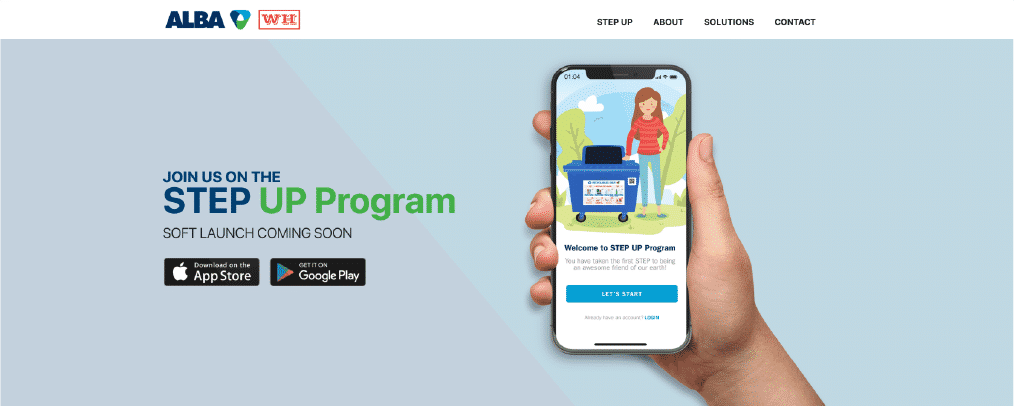 ALBA WH
STEP UP ABOUT SOLUTIONS CONTACT
01:04
JOIN US ON THE
STEP UP Program
SOFT LAUNCH COMING SOON
Download on the
App Store
GET IT ON
Google Play
Welcome to STEP UP Program
You have taken the first STEP to being
an awesome friend of our earth!
LET'S START
Already have an account? LOGIN